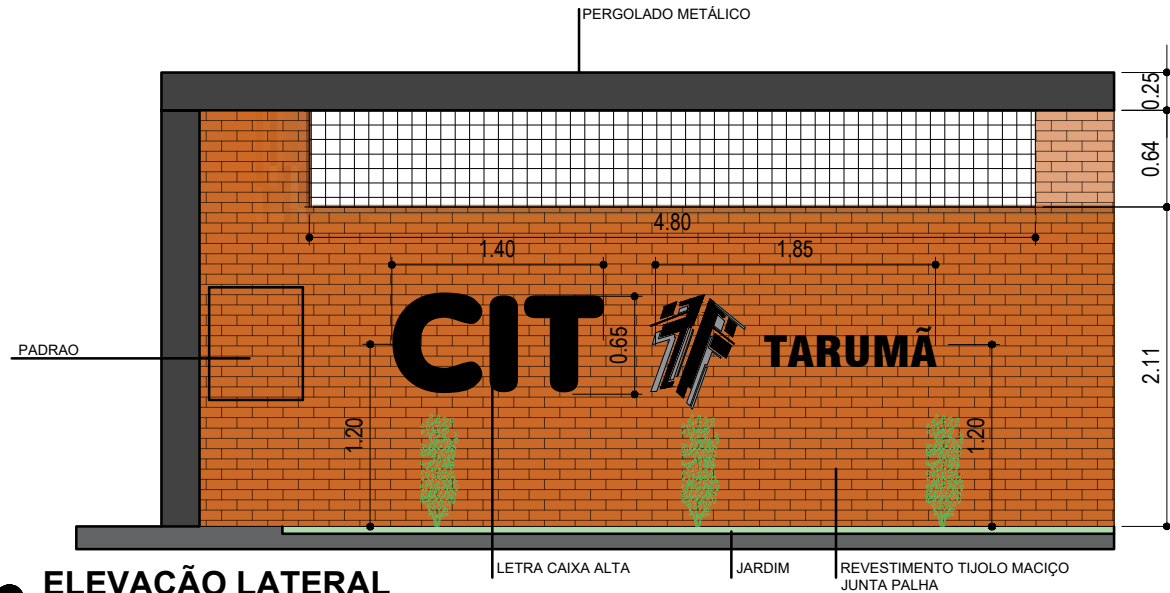 PERGOLADO METÁLICO
0.25
0.64
4.80
1.40
1.85
CIT
0.65
TARUMÃ
PADRAO
2.11
1.20
1.20
LETRA CAIXA ALTA
JARDIM
REVESTIMENTO TIJOLO MACIÇO
JUNTA PALHA
ELEVAÇÃO LATERAL